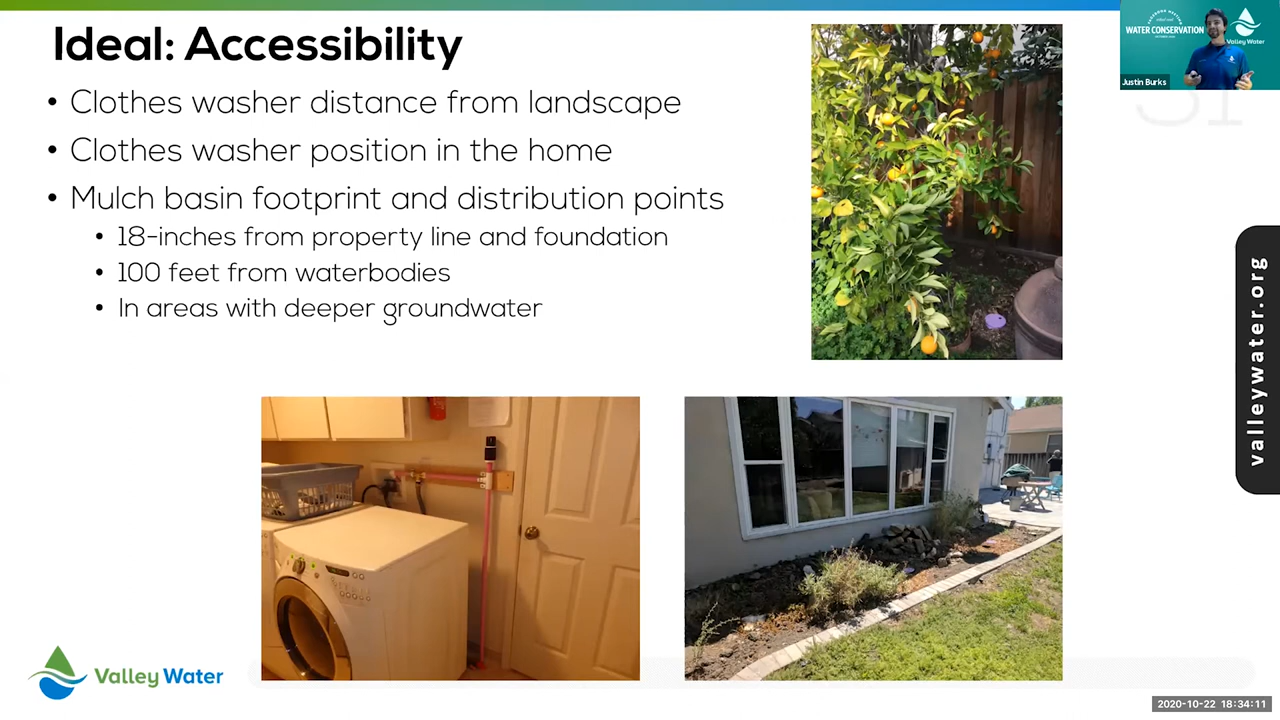 Ideal: Accessibility
• Clothes washer distance from landscape
• Clothes washer position in the home
• Mulch basin footprint and distribution points
• 18-inches from property line and foundation
• 100 feet from waterbodies
• In areas with deeper groundwater
WATER CONSERVATION
Valley Water
Justin Burks
valleywater.org
Valley Water
2020-10-22 18:34:11